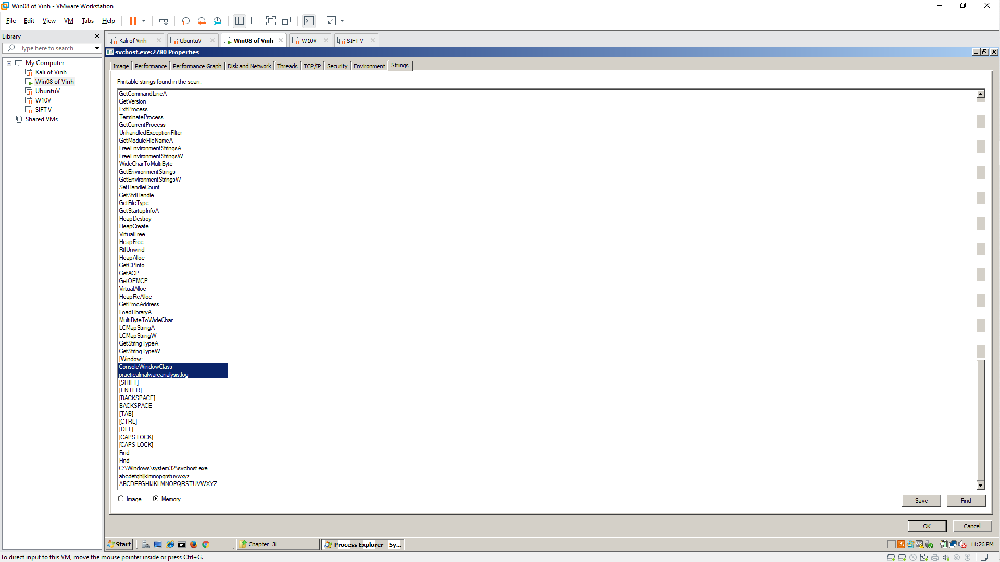 Win08 of Vinh - VMware Workstation
File Edit View VM Tabs Help
Library
Type here to search
My Computer
Kali of Vinh
Win08 of Vinh
UbuntuV
W10V
SIFT V
Shared VMs
Kali of Vinh UbuntuV Win08 of Vinh W10V SIFT V
svchost.exe:2780 Properties
Image Performance Performance Graph Disk and Network Threads TCP/IP Security Environment Strings
Printable strings found in the scan:
GetCommandLineA
GetVersion
ExitProcess
TerminateProcess
GetCurrentProcess
UnhandledExceptionFilter
GetModuleFileNameA
FreeEnvironmentStringsA
FreeEnvironmentStringsW
WideCharToMultiByte
GetEnvironmentStrings
GetEnvironmentStringsW
SetHandleCount
GetStdHandle
GetFileType
GetStartupInfoA
HeapDestroy
HeapCreate
VirtualFree
HeapFree
RtlUnwind
HeapAlloc
GetCPInfo
GetACP
GetOEMCP
VirtualAlloc
HeapReAlloc
GetProcAddress
LoadLibraryA
MultiByteToWideChar
LCMapStringA
LCMapStringW
GetStringTypeA
GetStringTypeW
[Window:
ConsoleWindowClass
practicalmalwareanalysis.log
[SHIFT]
[ENTER]
[BACKSPACE]
BACKSPACE
[TAB]
[CTRL]
[DEL]
[CAPS LOCK]
[CAPS LOCK]
Find
Find
C:\Windows\system32\svchost.exe
abcdefghijklmnopqrstuvwxyz
ABCDEFGHIJKLMNOPQRSTUVWXYZ
Image Memory Save Find
OK Cancel
Start Chapter_3L Process Explorer - Sy... 11:26 PM
To direct input to this VM, move the mouse pointer inside or press Ctrl+G.